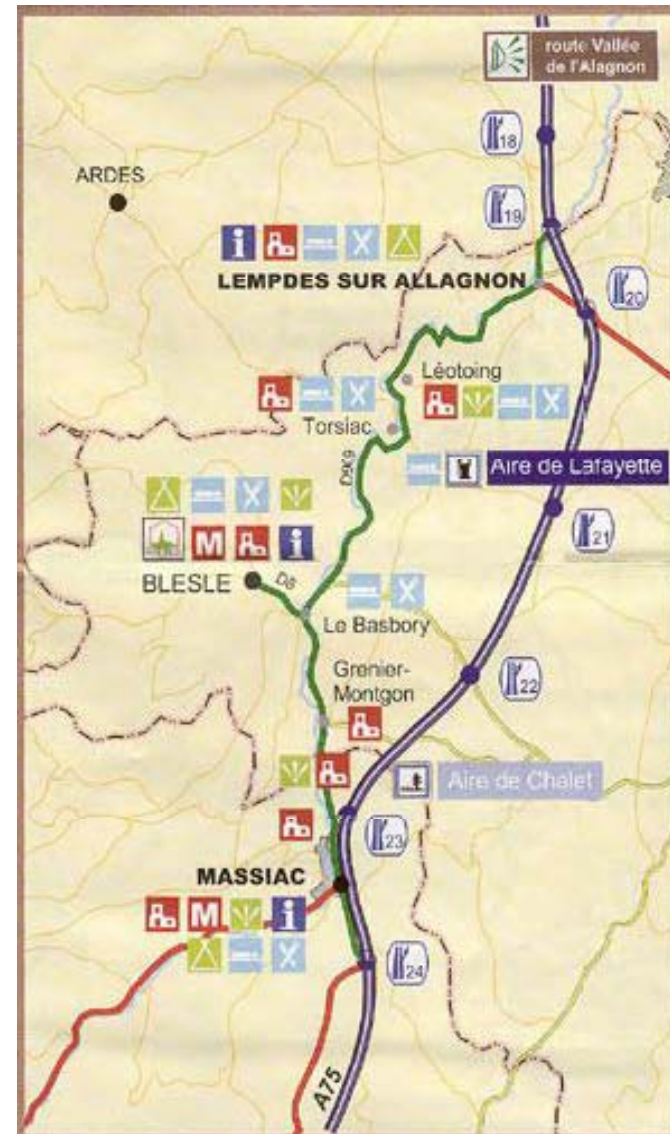 route Vallée
de l'Alagnon
18
ARDES
19
i
LEMPDES SUR ALLAGNON
20
Léotoing
Torsiac
D909
Aire de Lafayette
21
M
i
BLESLE
D8
Le Basbory
Grenier-
Montgon
22
Aire de Chalet
23
MASSIAC
M
i
24
A75